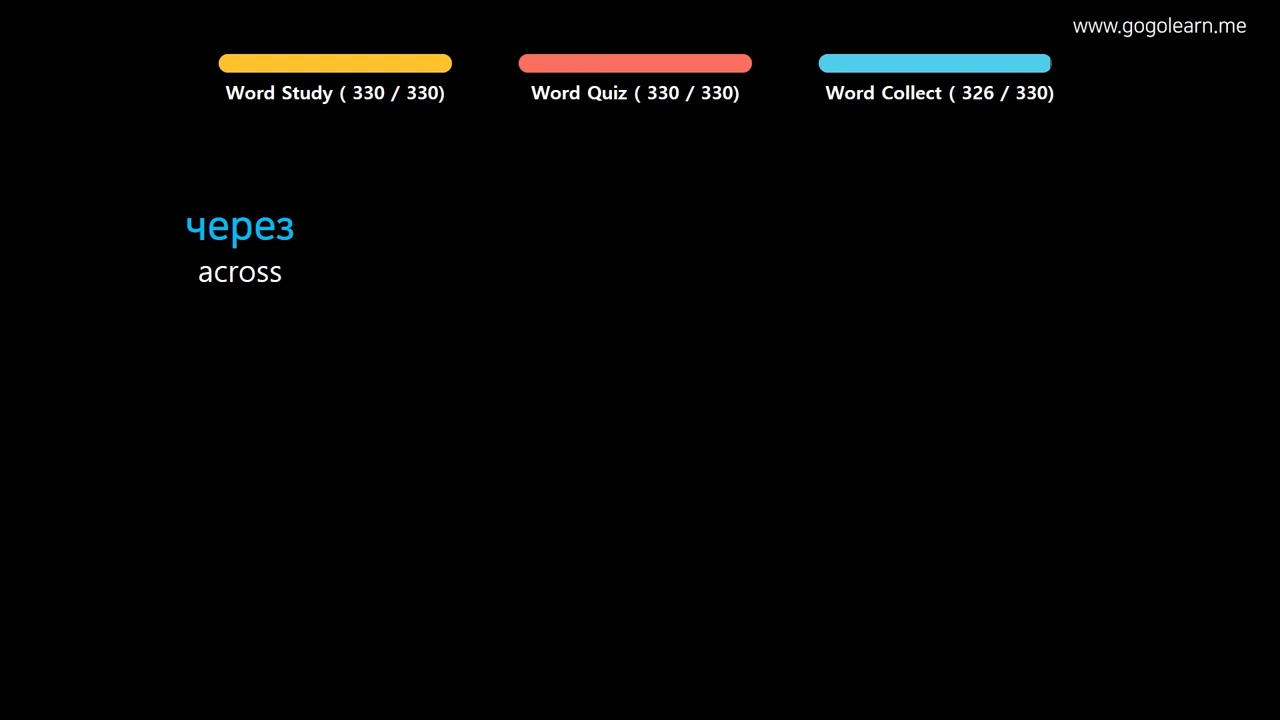 www.gogolearn.me
Word Study ( 330 / 330)
Word Quiz ( 330 / 330)
Word Collect ( 326 / 330)
через
across